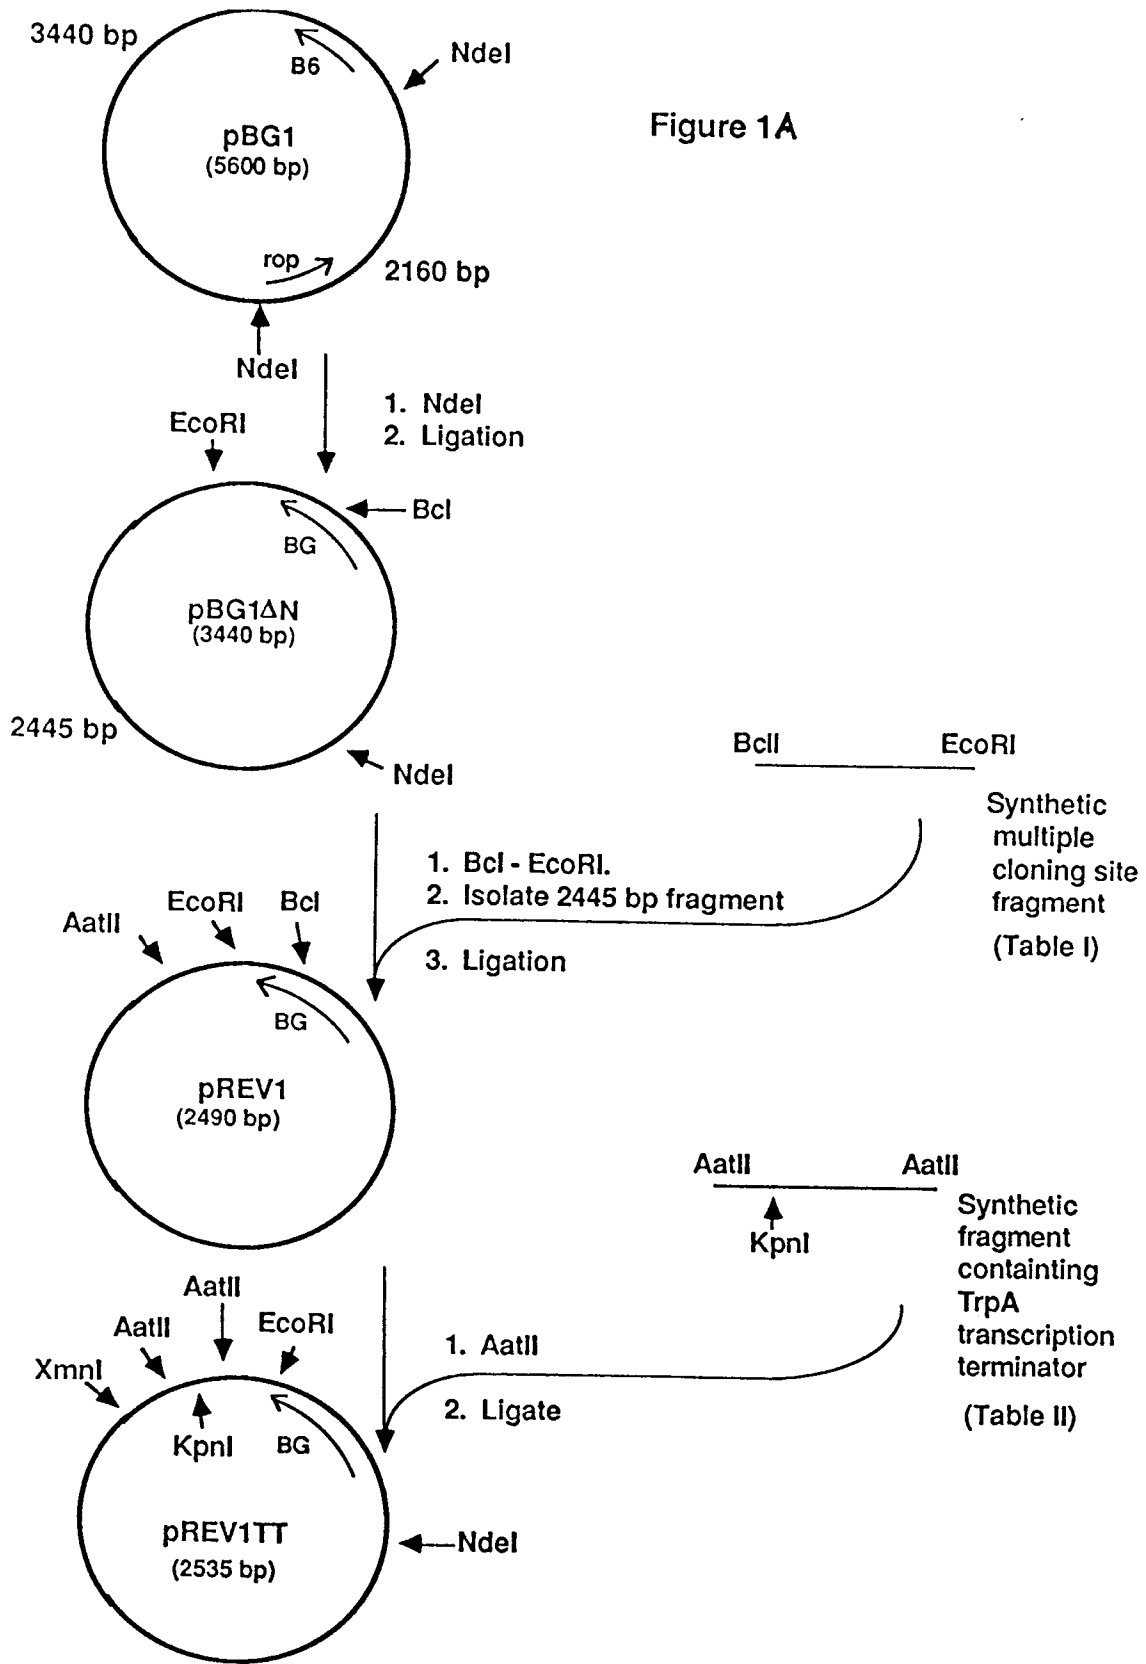 3440 bp
B6
NdeI
pBG1
(5600 bp)
Figure 1A
rop
2160 bp
NdeI
1. NdeI
2. Ligation
EcoRI
BclI
BG
pBG1ΔN
(3440 bp)
2445 bp
NdeI
BclI
EcoRI
Synthetic
multiple
cloning site
fragment
(Table I)
1. Bcl - EcoRI.
2. Isolate 2445 bp fragment
3. Ligation
AatII
EcoRI
Bcl
BG
pREV1
(2490 bp)
AatII
AatII
KpnI
Synthetic
fragment
containting
TrpA
transcription
terminator
(Table II)
1. AatII
2. Ligate
AatII
AatII
EcoRI
XmnI
KpnI
BG
pREV1TT
(2535 bp)
NdeI